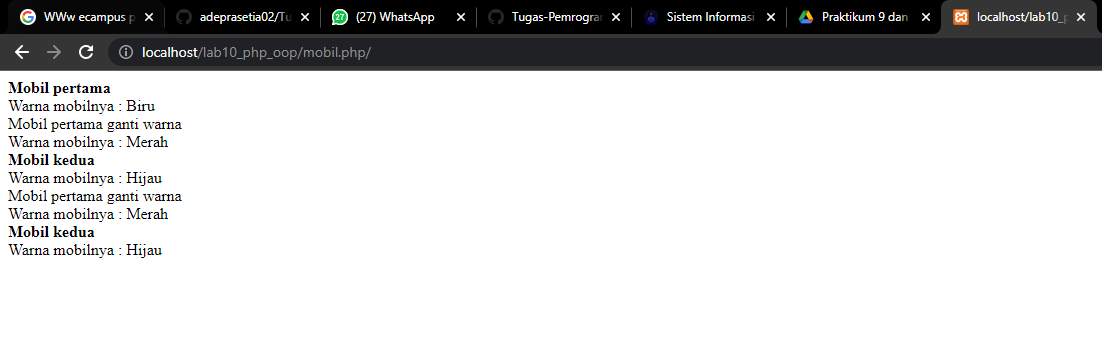 WWw ecampus p
adeprasetia02/Tu
(27) WhatsApp
Tugas-Pemrogran
Sistem Informasi
Praktikum 9 dan
localhost/lab10_p
localhost/lab10_php_oop/mobil.php/
Mobil pertama
Warna mobilnya : Biru
Mobil pertama ganti warna
Warna mobilnya : Merah
Mobil kedua
Warna mobilnya : Hijau
Mobil pertama ganti warna
Warna mobilnya : Merah
Mobil kedua
Warna mobilnya : Hijau